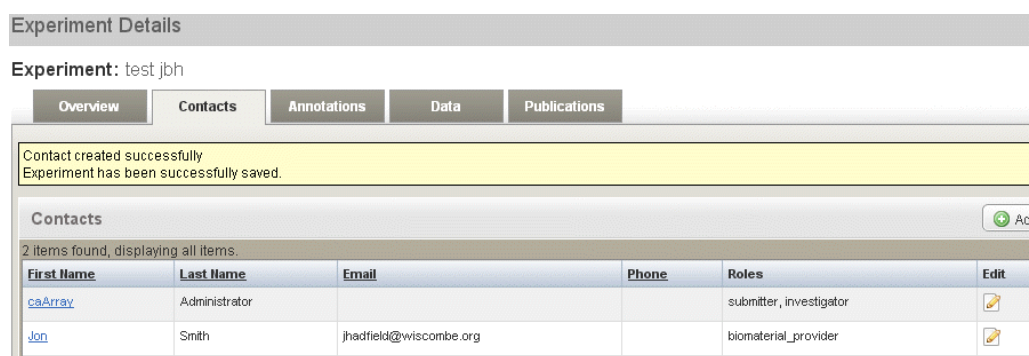 Experiment Details
Experiment: test jbh
Overview Contacts Annotations Data Publications
Contact created successfully
Experiment has been successfully saved.
Contacts Ac
2 items found, displaying all items.
First Name Last Name Email Phone Roles Edit
caArray Administrator submitter, investigator
Jon Smith jhadfield@wiscombe.org biomaterial_provider